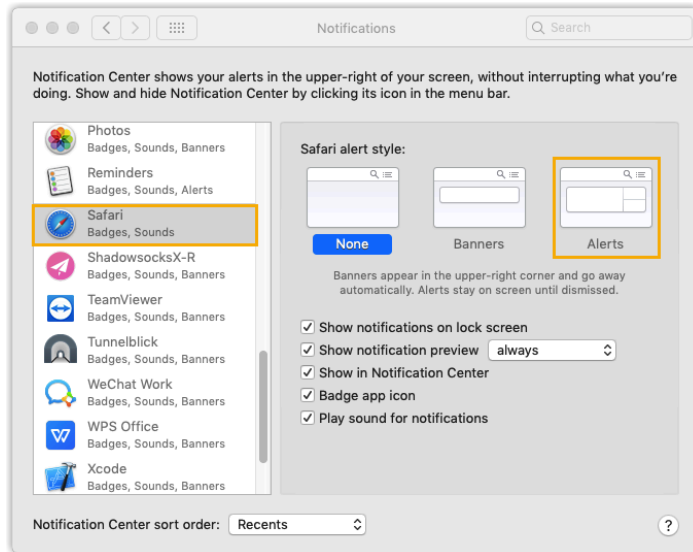 Notifications
Search
Notification Center shows your alerts in the upper-right of your screen, without interrupting what you're
doing. Show and hide Notification Center by clicking its icon in the menu bar.
Photos
Badges, Sounds, Banners
Reminders
Badges, Sounds, Alerts
Safari
Badges, Sounds
ShadowsocksX-R
Badges, Sounds, Banners
TeamViewer
Badges, Sounds, Banners
Tunnelblick
Badges, Sounds, Banners
WeChat Work
Badges, Sounds, Banners
WPS Office
Badges, Sounds, Banners
Xcode
Badges, Sounds, Banners
Safari alert style:
None
Banners
Alerts
Banners appear in the upper-right corner and go away
automatically. Alerts stay on screen until dismissed.
Show notifications on lock screen
Show notification preview always
Show in Notification Center
Badge app icon
Play sound for notifications
Notification Center sort order: Recents
?